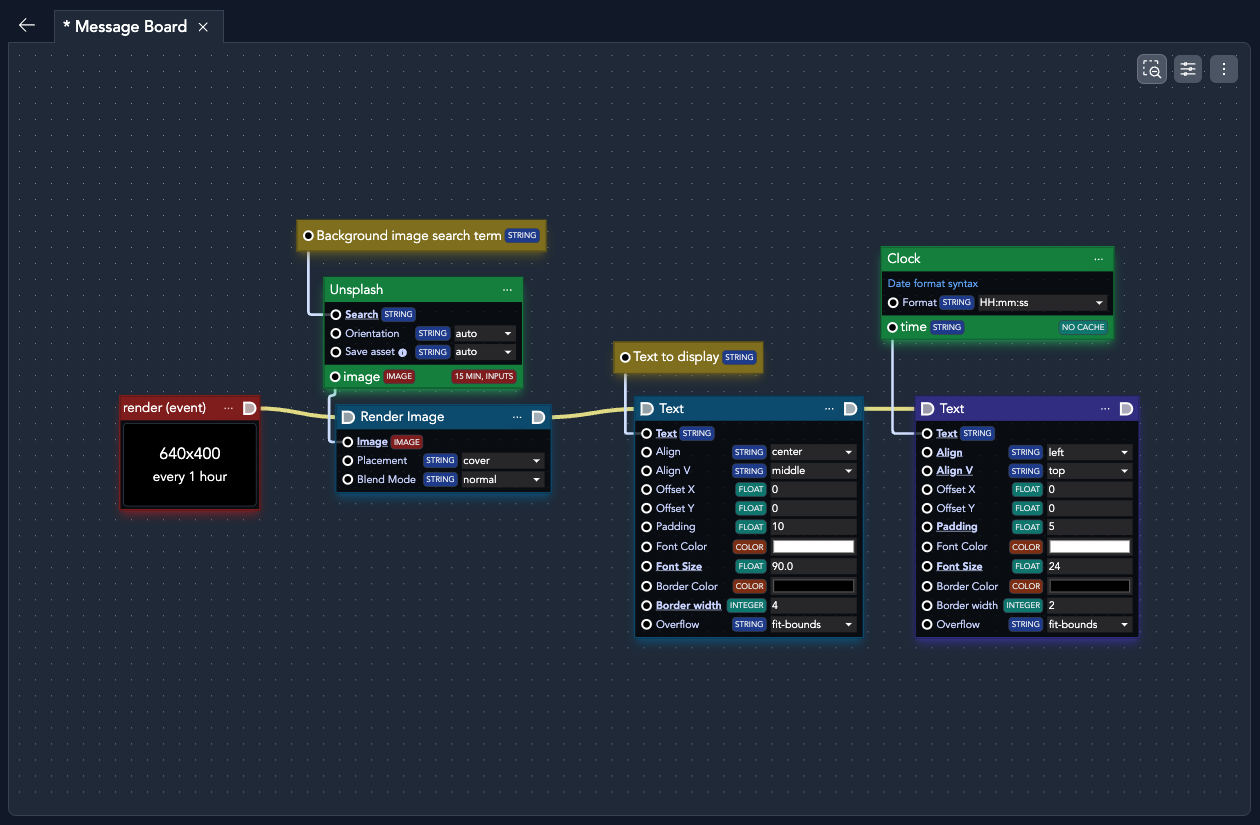 * Message Board
Background image search term STRING
Unsplash
Search STRING
Orientation STRING auto
Save asset STRING auto
image IMAGE 15 MIN, INPUTS
render (event)
640x400
every 1 hour
Render Image
Image IMAGE
Placement STRING cover
Blend Mode STRING normal
Text to display STRING
Text
Text STRING
Align STRING center
Align V STRING middle
Offset X FLOAT 0
Offset Y FLOAT 0
Padding FLOAT 10
Font Color COLOR
Font Size FLOAT 90.0
Border Color COLOR
Border width INTEGER 4
Overflow STRING fit-bounds
Clock
Date format syntax
Format STRING HH:mm:ss
time STRING NO CACHE
Text
Text STRING
Align STRING left
Align V STRING top
Offset X FLOAT 0
Offset Y FLOAT 0
Padding FLOAT 5
Font Color COLOR
Font Size FLOAT 24
Border Color COLOR
Border width INTEGER 2
Overflow STRING fit-bounds